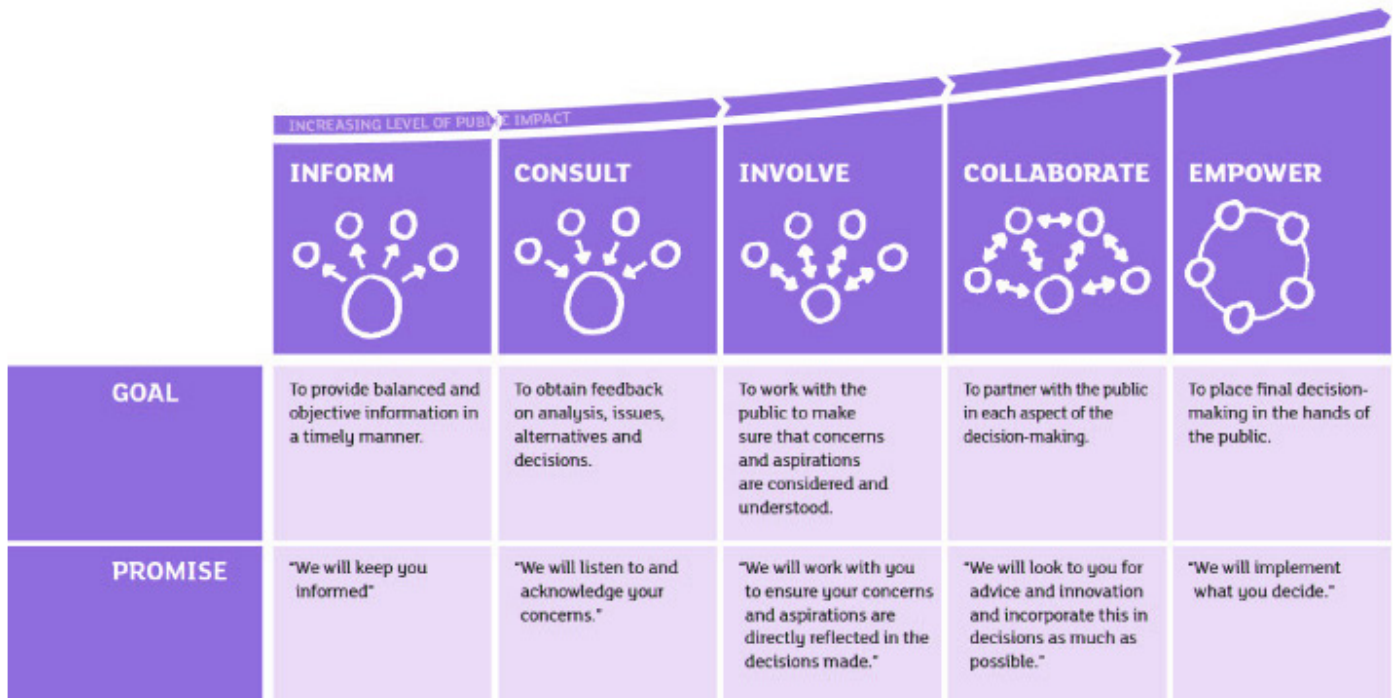 INCREASING LEVEL OF PUBLIC IMPACT
INFORM
CONSULT
INVOLVE
COLLABORATE
EMPOWER
GOAL
To provide balanced and
objective information in
a timely manner.
To obtain feedback
on analysis, issues,
alternatives and
decisions.
To work with the
public to make
sure that concerns
and aspirations
are considered and
understood.
To partner with the public
in each aspect of the
decision-making.
To place final decision-
making in the hands of
the public.
PROMISE
“We will keep you
informed”
“We will listen to and
acknowledge your
concerns.”
“We will work with you
to ensure your concerns
and aspirations are
directly reflected in the
decisions made.”
“We will look to you for
advice and innovation
and incorporate this in
decisions as much as
possible.”
“We will implement
what you decide.”